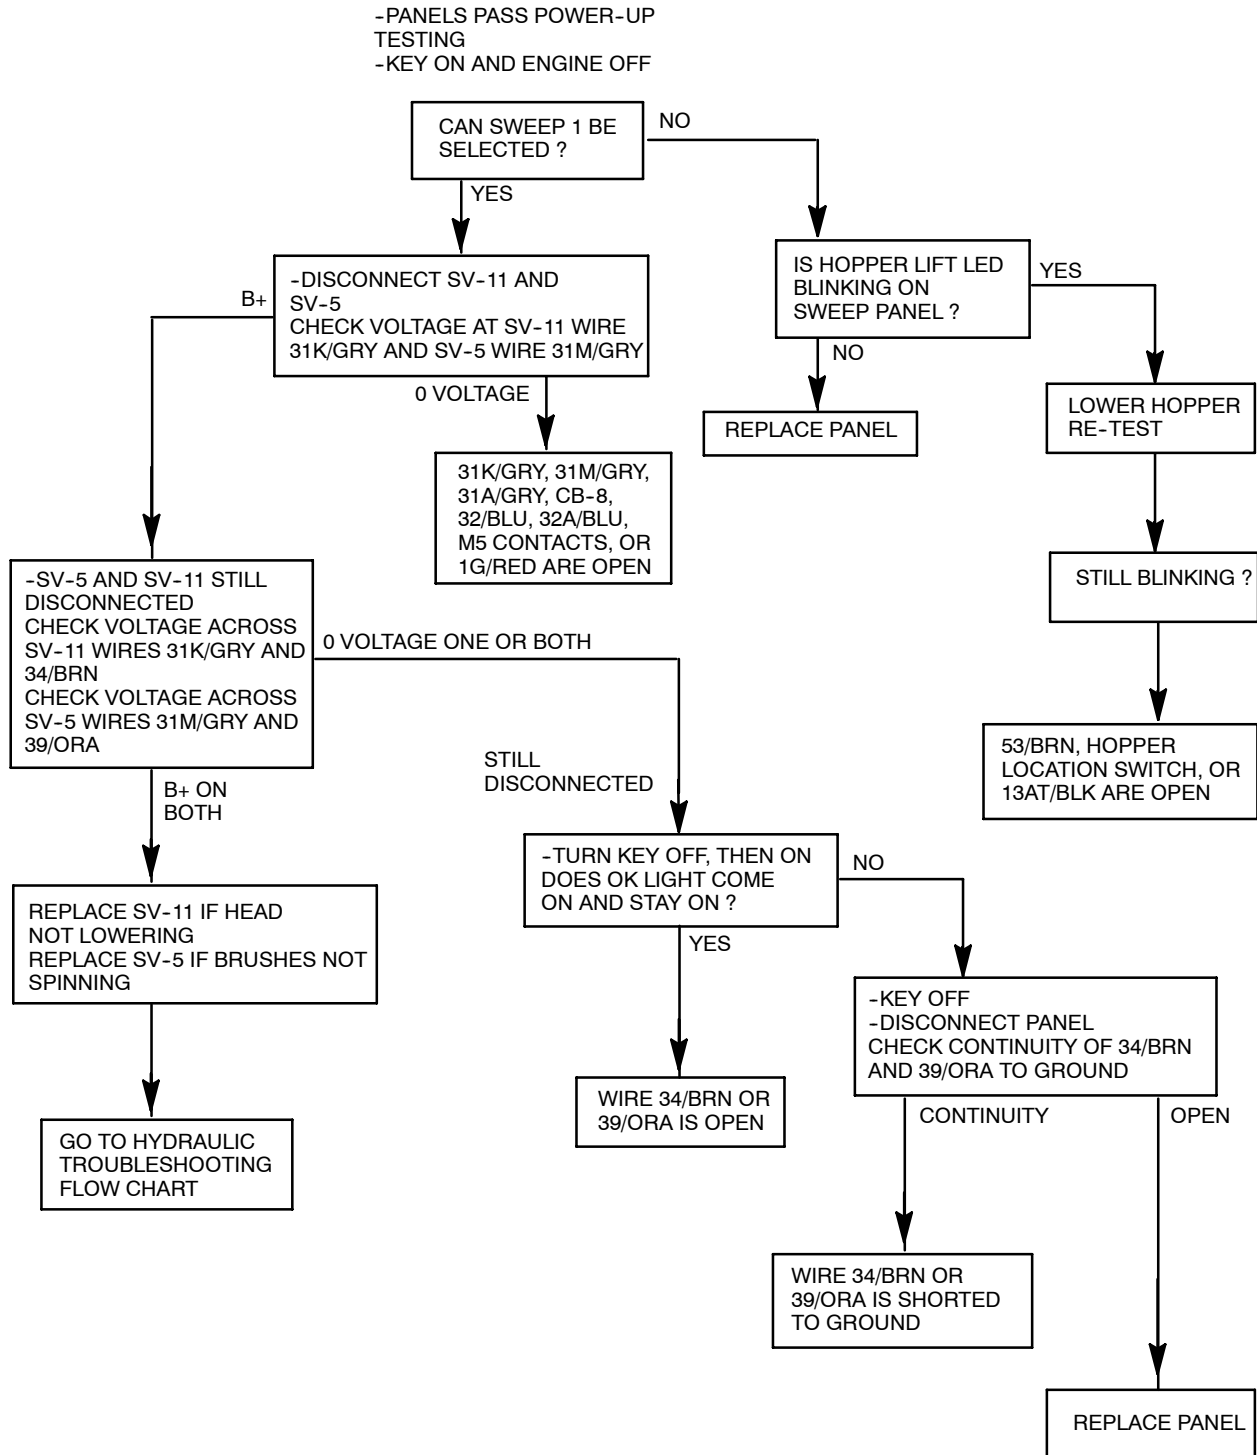 -PANELS PASS POWER-UP
TESTING
-KEY ON AND ENGINE OFF
CAN SWEEP 1 BE
SELECTED ?
NO
YES
IS HOPPER LIFT LED
BLINKING ON
SWEEP PANEL ?
YES
NO
REPLACE PANEL
LOWER HOPPER
RE-TEST
STILL BLINKING ?
53/BRN, HOPPER
LOCATION SWITCH, OR
13AT/BLK ARE OPEN
-DISCONNECT SV-11 AND
SV-5
CHECK VOLTAGE AT SV-11 WIRE
31K/GRY AND SV-5 WIRE 31M/GRY
B+
0 VOLTAGE
31K/GRY, 31M/GRY,
31A/GRY, CB-8,
32/BLU, 32A/BLU,
M5 CONTACTS, OR
1G/RED ARE OPEN
-SV-5 AND SV-11 STILL
DISCONNECTED
CHECK VOLTAGE ACROSS
SV-11 WIRES 31K/GRY AND
34/BRN
CHECK VOLTAGE ACROSS
SV-5 WIRES 31M/GRY AND
39/ORA
0 VOLTAGE ONE OR BOTH
B+ ON
BOTH
REPLACE SV-11 IF HEAD
NOT LOWERING
REPLACE SV-5 IF BRUSHES NOT
SPINNING
GO TO HYDRAULIC
TROUBLESHOOTING
FLOW CHART
STILL
DISCONNECTED
-TURN KEY OFF, THEN ON
DOES OK LIGHT COME
ON AND STAY ON ?
NO
YES
WIRE 34/BRN OR
39/ORA IS OPEN
-KEY OFF
-DISCONNECT PANEL
CHECK CONTINUITY OF 34/BRN
AND 39/ORA TO GROUND
CONTINUITY
OPEN
WIRE 34/BRN OR
39/ORA IS SHORTED
TO GROUND
REPLACE PANEL